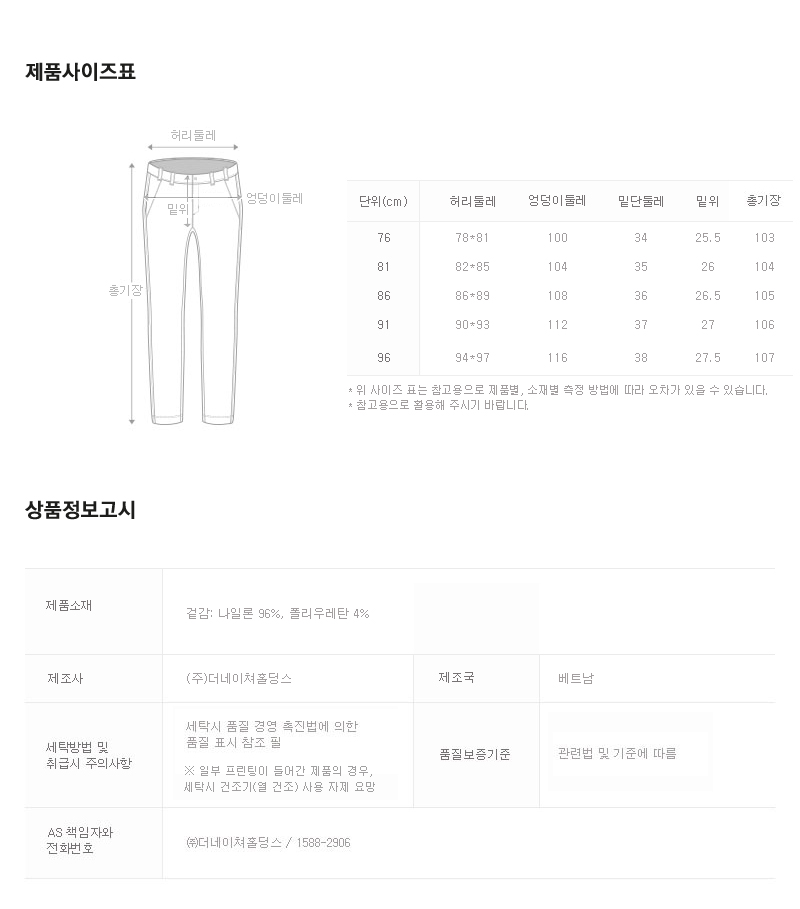 제품사이즈표
허리둘레
엉덩이둘레
밑위
총기장
단위(cm) 허리둘레 엉덩이둘레 밑단둘레 밑위 총기장
76 78*81 100 34 25.5 103
81 82*85 104 35 26 104
86 86*89 108 36 26.5 105
91 90*93 112 37 27 106
96 94*97 116 38 27.5 107
* 위 사이즈 표는 참고용으로 제품별, 소재별 측정 방법에 따라 오차가 있을 수 있습니다.
* 참고용으로 활용해 주시기 바랍니다.
상품정보고시
제품소재 겉감: 나일론 96%, 폴리우레탄 4%
제조사 (주)더네이쳐홀딩스 제조국 베트남
세탁방법 및
취급시 주의사항
세탁시 품질 경영 촉진법에 의한
품질 표시 참조 필
※ 일부 프린팅이 들어간 제품의 경우,
세탁시 건조기(열 건조) 사용 자제 요망
품질보증기준 관련법 및 기준에 따름
AS 책임자와
전화번호
㈜더네이쳐홀딩스 / 1588-2906